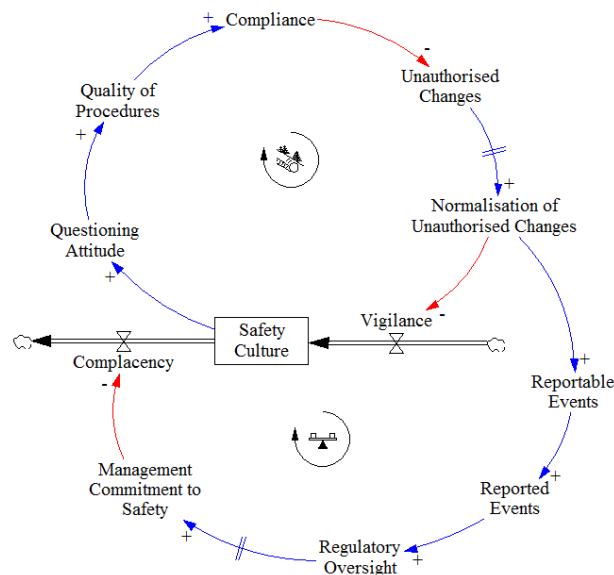 Compliance
+
-
Unauthorised
Changes
Quality of
Procedures
+
+
Normalisation of
Unauthorised Changes
Questioning
Attitude
+
Safety
Culture
Vigilance
-
Complacency
-
+
Reportable
Events
Management
Commitment to
Safety
+
+
Reported
Events
Regulatory
Oversight
+